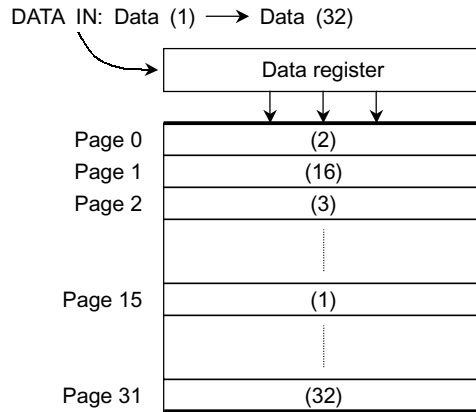 DATA IN: Data (1) → Data (32)
Data register
Page 0 (2)
Page 1 (16)
Page 2 (3)
Page 15 (1)
Page 31 (32)